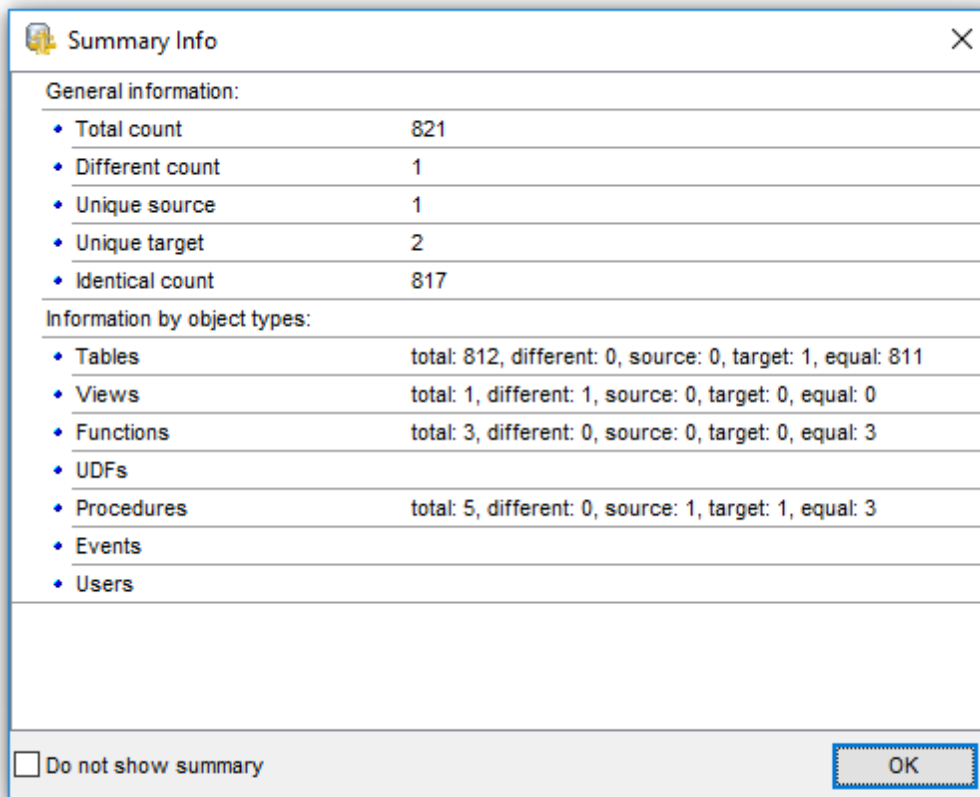 Summary Info
General information:
Total count 821
Different count 1
Unique source 1
Unique target 2
Identical count 817
Information by object types:
Tables total: 812, different: 0, source: 0, target: 1, equal: 811
Views total: 1, different: 1, source: 0, target: 0, equal: 0
Functions total: 3, different: 0, source: 0, target: 0, equal: 3
UDFs
Procedures total: 5, different: 0, source: 1, target: 1, equal: 3
Events
Users
Do not show summary OK